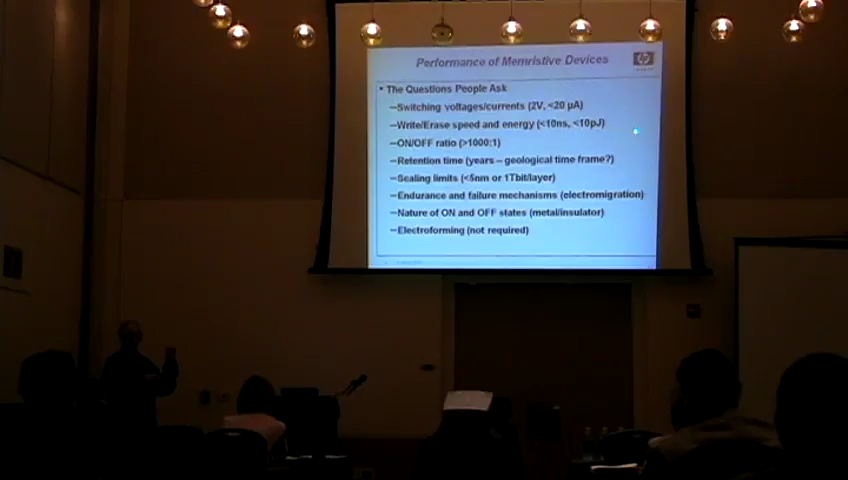 Performance of Memristive Devices
hp
• The Questions People Ask
–Switching voltages/currents (2V, <20 µA)
–Write/Erase speed and energy (<10ns, <10pJ)
–ON/OFF ratio (>1000:1)
–Retention time (years – geological time frame?)
–Scaling limits (<5nm or 1Tbit/layer)
–Endurance and failure mechanisms (electromigration)
–Nature of ON and OFF states (metal/insulator)
–Electroforming (not required)